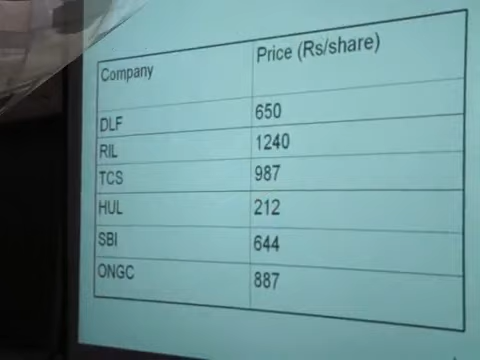 Company Price (Rs/share)
DLF 650
RIL 1240
TCS 987
HUL 212
SBI 644
ONGC 887